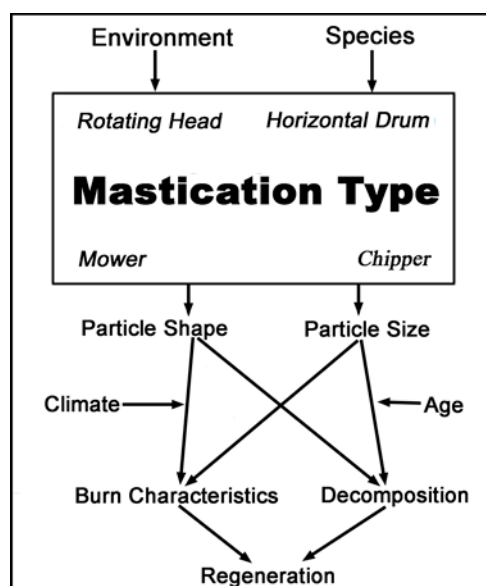 Environment Species
Rotating Head Horizontal Drum
Mastication Type
Mower Chipper
Particle Shape Particle Size
Climate Age
Burn Characteristics Decomposition
Regeneration